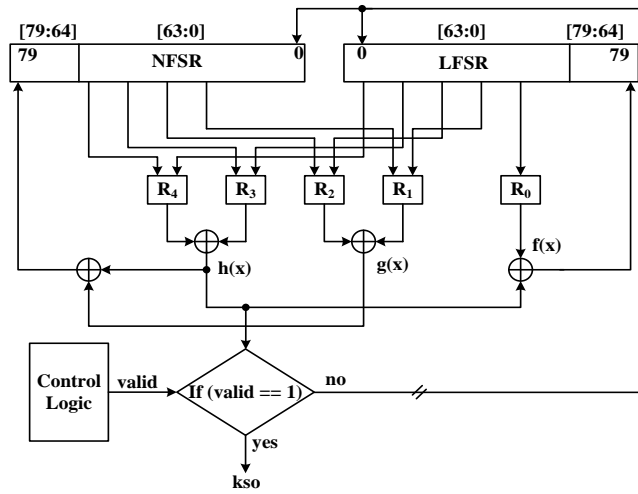 [79:64] [63:0] [63:0] [79:64]
79 NFSR 0 0 LFSR 79
R4 R3 R2 R1 R0
h(x) g(x) f(x)
Control Logic valid If (valid == 1) no
yes
kso